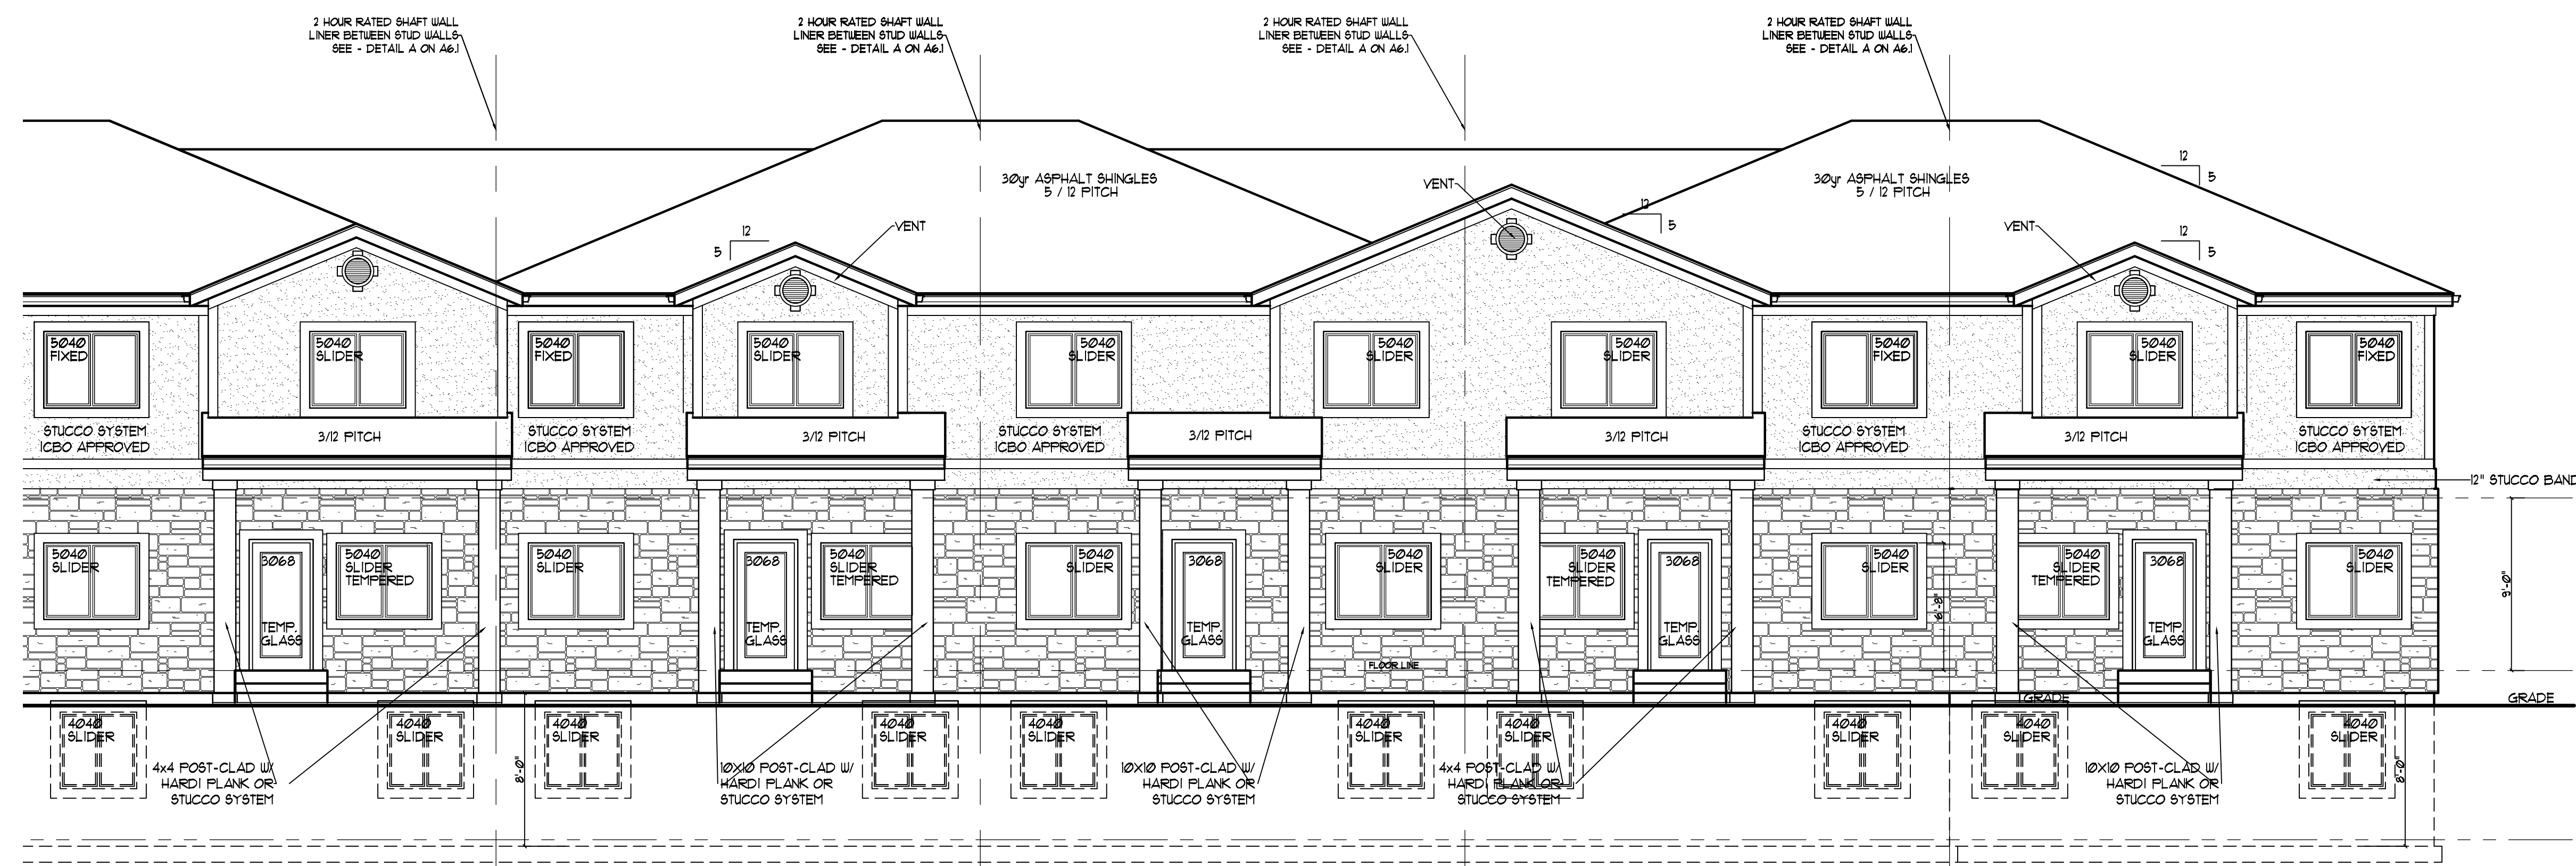 2 HOUR RATED SHAFT WALL
LINER BETWEEN STUD WALLS
SEE - DETAIL A ON A6.1
2 HOUR RATED SHAFT WALL
LINER BETWEEN STUD WALLS
SEE - DETAIL A ON A6.1
2 HOUR RATED SHAFT WALL
LINER BETWEEN STUD WALLS
SEE - DETAIL A ON A6.1
2 HOUR RATED SHAFT WALL
LINER BETWEEN STUD WALLS
SEE - DETAIL A ON A6.1
30yr ASPHALT SHINGLES
5 / 12 PITCH
VENT
12
5
30yr ASPHALT SHINGLES
5 / 12 PITCH
12
5
12
5
VENT
VENT
12
5
5040
FIXED
5040
SLIDER
5040
FIXED
5040
SLIDER
5040
SLIDER
5040
SLIDER
5040
SLIDER
5040
FIXED
5040
SLIDER
5040
FIXED
STUCCO SYSTEM
ICBO APPROVED
3/12 PITCH
STUCCO SYSTEM
ICBO APPROVED
3/12 PITCH
STUCCO SYSTEM
ICBO APPROVED
3/12 PITCH
3/12 PITCH
STUCCO SYSTEM
ICBO APPROVED
3/12 PITCH
STUCCO SYSTEM
ICBO APPROVED
12" STUCCO BAND
5040
SLIDER
3068
TEMP.
GLASS
5040
SLIDER
TEMPERED
5040
SLIDER
3068
TEMP.
GLASS
5040
SLIDER
TEMPERED
5040
SLIDER
3068
TEMP.
GLASS
5040
SLIDER
5040
SLIDER
TEMPERED
3068
TEMP.
GLASS
5040
SLIDER
6'-8"
5040
SLIDER
TEMPERED
3068
TEMP.
GLASS
5040
SLIDER
9'-0"
FLOOR LINE
GRADE
GRADE
4040
SLIDER
4040
SLIDER
4040
SLIDER
4040
SLIDER
4040
SLIDER
4040
SLIDER
4040
SLIDER
4040
SLIDER
4040
SLIDER
4040
SLIDER
4x4 POST-CLAD W/
HARDI PLANK OR
STUCCO SYSTEM
8'-0"
10X10 POST-CLAD W/
HARDI PLANK OR
STUCCO SYSTEM
10X10 POST-CLAD W/
HARDI PLANK OR
STUCCO SYSTEM
4x4 POST-CLAD W/
HARDI PLANK OR
STUCCO SYSTEM
10X10 POST-CLAD W/
HARDI PLANK OR
STUCCO SYSTEM
8'-0"